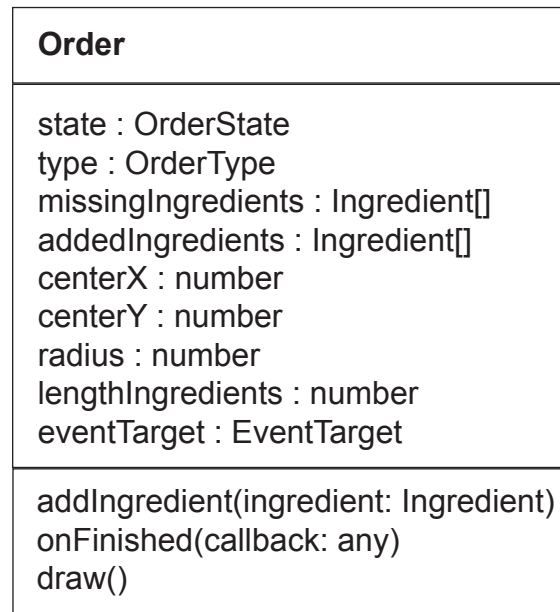 Order
state : OrderState
type : OrderType
missingIngredients : Ingredient[]
addedIngredients : Ingredient[]
centerX : number
centerY : number
radius : number
lengthIngredients : number
eventTarget : EventTarget
addIngredient(ingredient: Ingredient)
onFinished(callback: any)
draw()